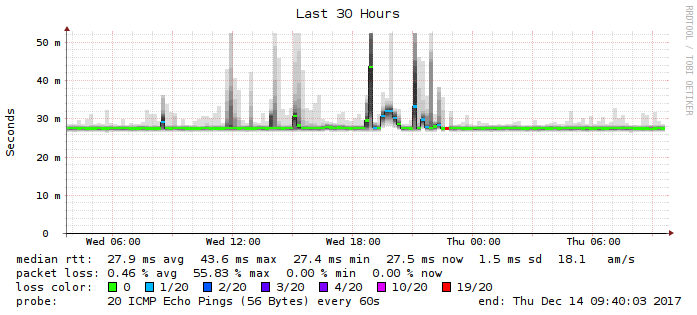 Last 30 Hours
RRDTOOL / TOBI OETIKER
Seconds
50 m
40 m
30 m
20 m
10 m
0
Wed 06:00 Wed 12:00 Wed 18:00 Thu 00:00 Thu 06:00
median rtt: 27.9 ms avg 43.6 ms max 27.4 ms min 27.5 ms now 1.5 ms sd 18.1 am/s
packet loss: 0.46 % avg 55.83 % max 0.00 % min 0.00 % now
loss color: 0 1/20 2/20 3/20 4/20 10/20 19/20
probe: 20 ICMP Echo Pings (56 Bytes) every 60s end: Thu Dec 14 09:40:03 2017